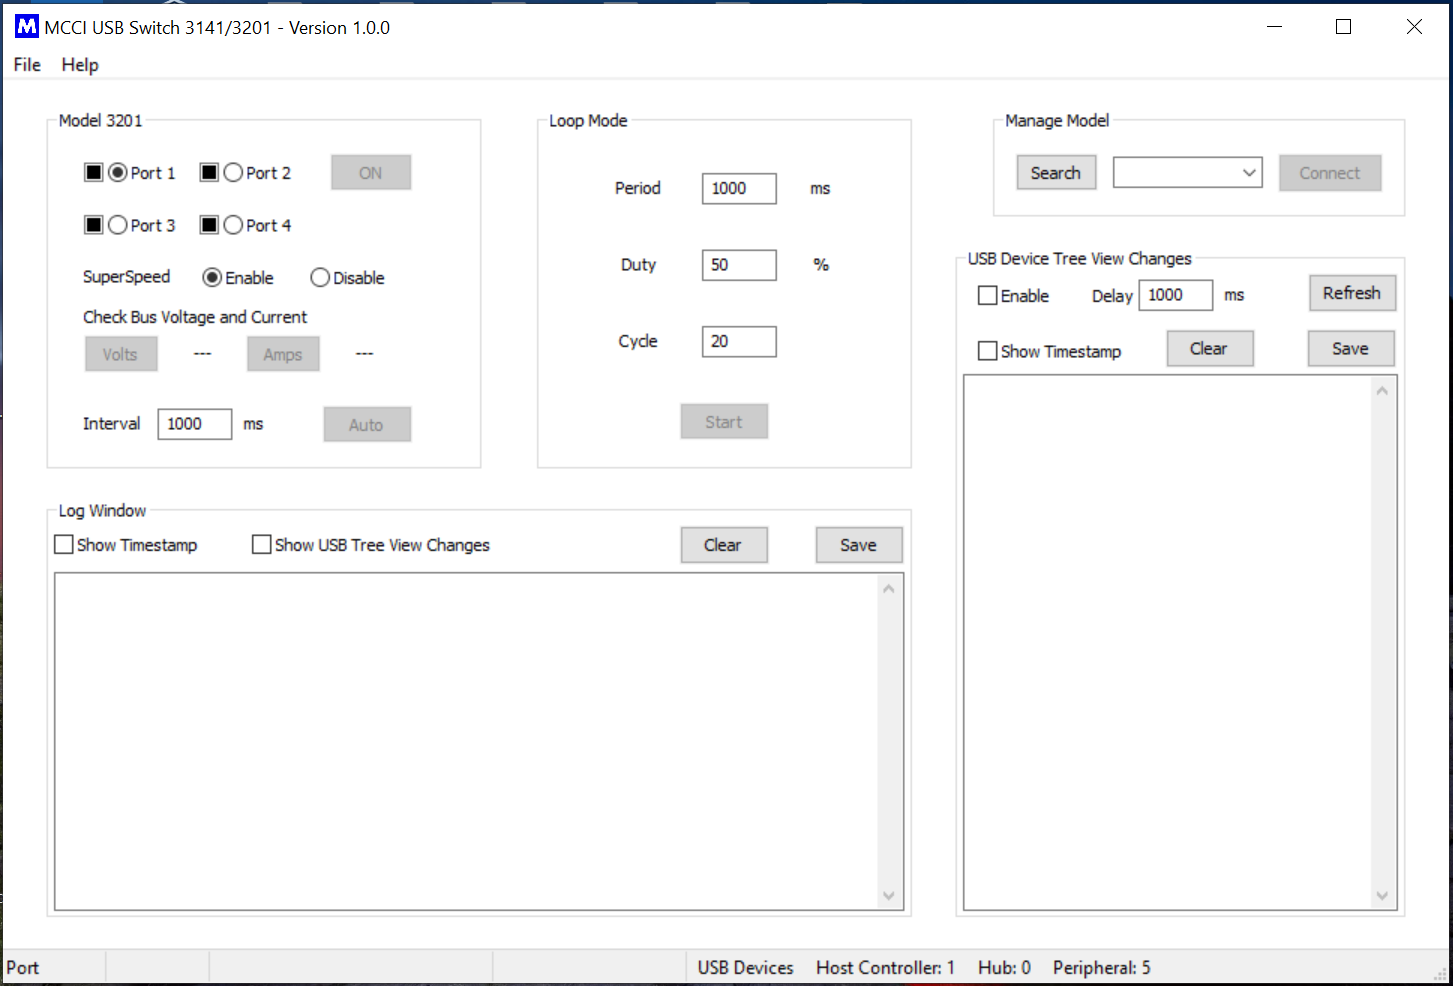 M MCCI USB Switch 3141/3201 - Version 1.0.0
File Help
Model 3201
Port 1 Port 2 ON
Port 3 Port 4
SuperSpeed Enable Disable
Check Bus Voltage and Current
Volts --- Amps ---
Interval 1000 ms Auto
Loop Mode
Period 1000 ms
Duty 50 %
Cycle 20
Start
Manage Model
Search Connect
USB Device Tree View Changes
Enable Delay 1000 ms Refresh
Show Timestamp Clear Save
Log Window
Show Timestamp Show USB Tree View Changes Clear Save
Port USB Devices Host Controller: 1 Hub: 0 Peripheral: 5